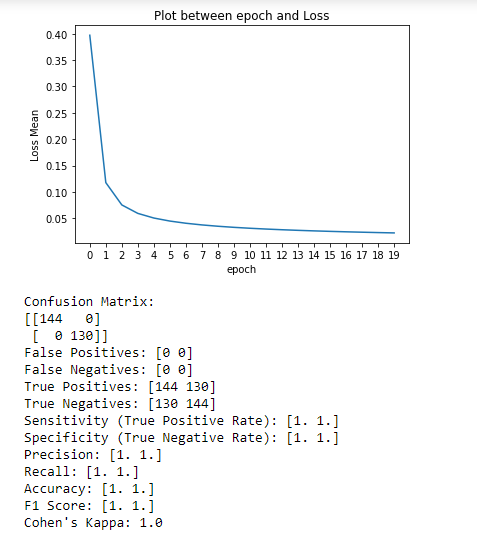 Plot between epoch and Loss
0.40
0.35
0.30
0.25
0.20
0.15
0.10
0.05
Loss Mean
0 1 2 3 4 5 6 7 8 9 10 11 12 13 14 15 16 17 18 19
epoch
Confusion Matrix:
[[144   0]
 [  0 130]]
False Positives: [0 0]
False Negatives: [0 0]
True Positives: [144 130]
True Negatives: [130 144]
Sensitivity (True Positive Rate): [1. 1.]
Specificity (True Negative Rate): [1. 1.]
Precision: [1. 1.]
Recall: [1. 1.]
Accuracy: [1. 1.]
F1 Score: [1. 1.]
Cohen's Kappa: 1.0